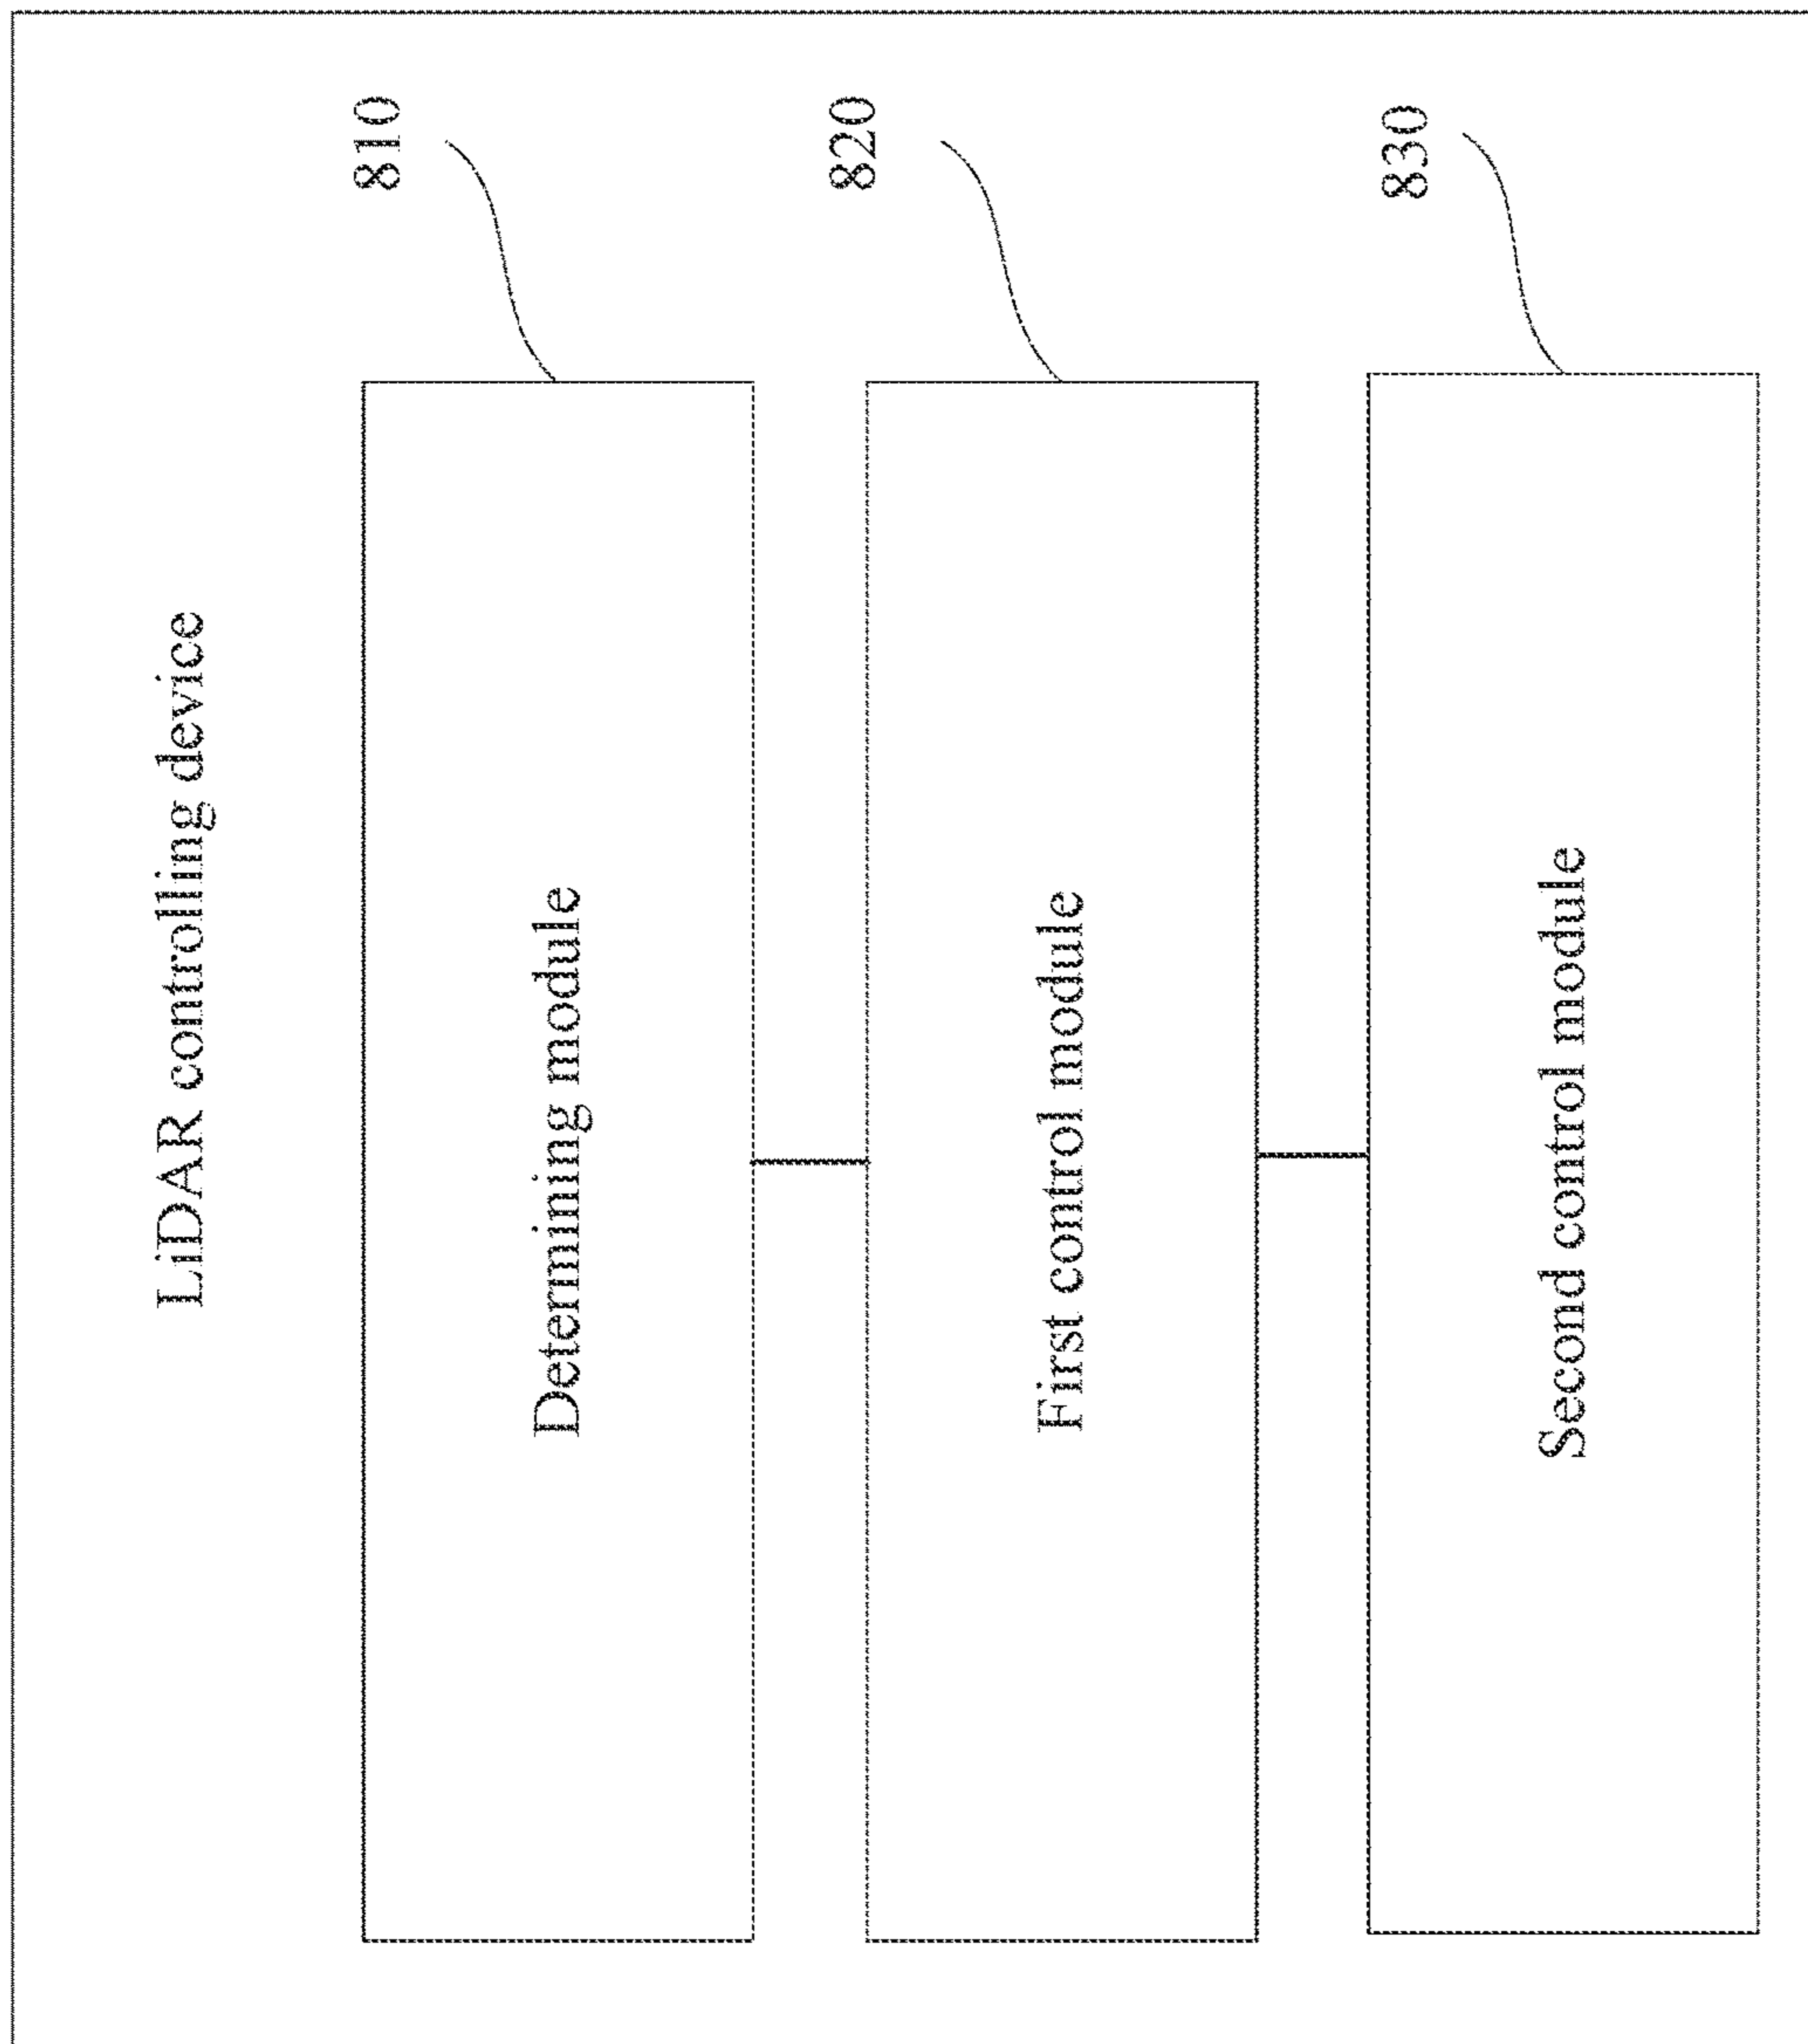 LiDAR controlling device
810
Determining module
820
First control module
830
Second control module